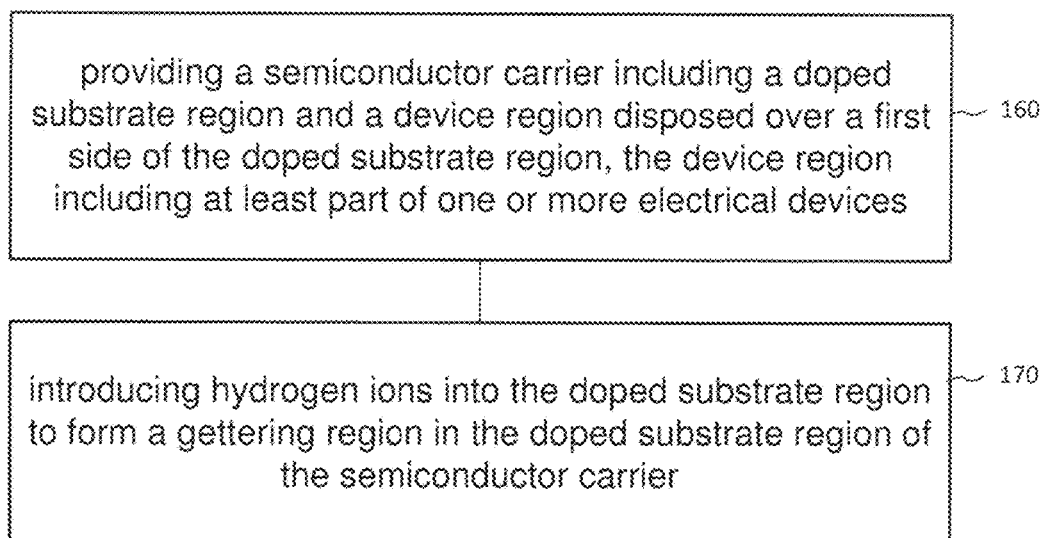 providing a semiconductor carrier including a doped
substrate region and a device region disposed over a first
side of the doped substrate region, the device region
including at least part of one or more electrical devices
160
introducing hydrogen ions into the doped substrate region
to form a gettering region in the doped substrate region of
the semiconductor carrier
170